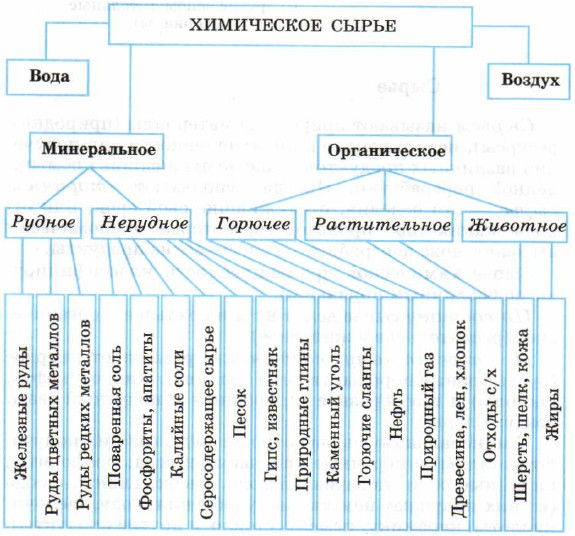 ХИМИЧЕСКОЕ СЫРЬЕ
Вода
Воздух
Сырье
Минеральное
Органическое
Рудное
Нерудное
Горючее
Растительное
Животное
Железные руды
Руды цветных металлов
Руды редких металлов
Поваренная соль
Фосфориты, апатиты
Калийные соли
Серосодержащее сырье
Песок
Гипс, известняк
Природные глины
Каменный уголь
Горючие сланцы
Нефть
Природный газ
Древесина, лен, хлопок
Отходы с/х
Шерсть, шелк, кожа
Жиры